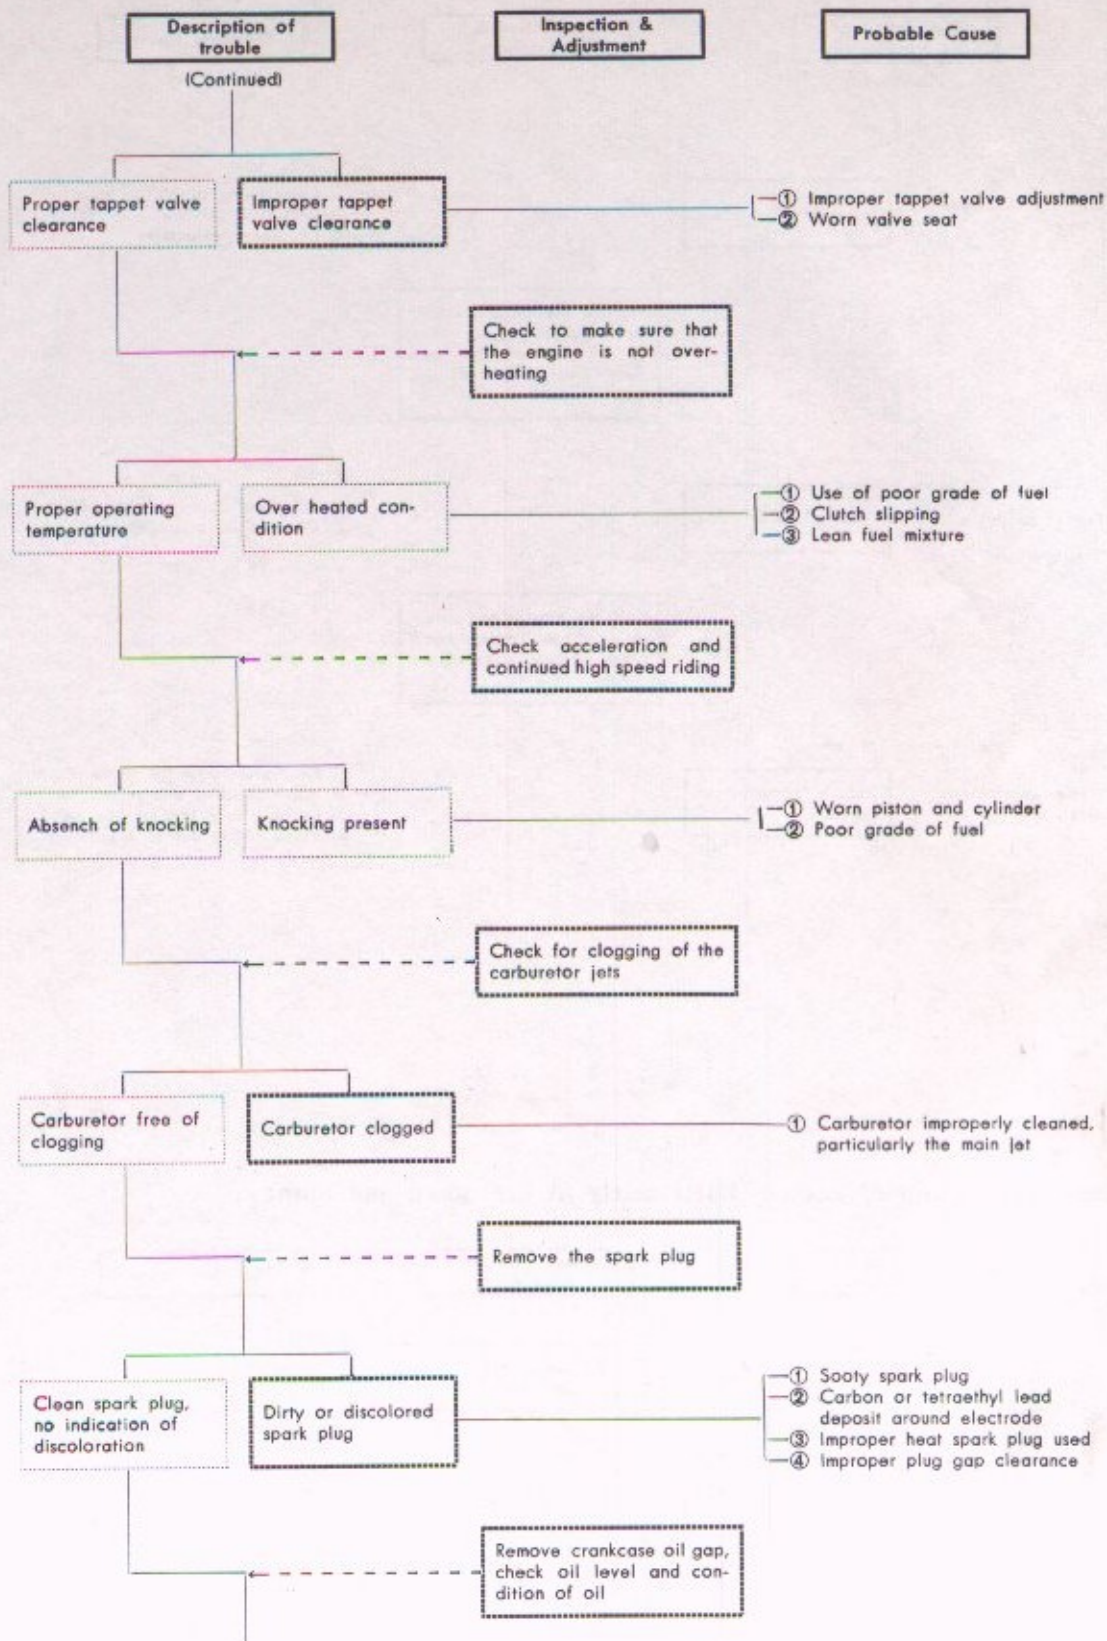 Description of
trouble
Inspection &
Adjustment
Probable Cause
(Continued)
Proper tappet valve
clearance
Improper tappet
valve clearance
① Improper tappet valve adjustment
② Worn valve seat
Check to make sure that
the engine is not over-
heating
Proper operating
temperature
Over heated con-
dition
① Use of poor grade of fuel
② Clutch slipping
③ Lean fuel mixture
Check acceleration and
continued high speed riding
Absench of knocking
Knocking present
① Worn piston and cylinder
② Poor grade of fuel
Check for clogging of the
carburetor jets
Carburetor free of
clogging
Carburetor clogged
① Carburetor improperly cleaned,
particularly the main jet
Remove the spark plug
Clean spark plug,
no indication of
discoloration
Dirty or discolored
spark plug
① Sooty spark plug
② Carbon or tetraethyl lead
deposit around electrode
③ Improper heat spark plug used
④ Improper plug gap clearance
Remove crankcase oil gap,
check oil level and con-
dition of oil